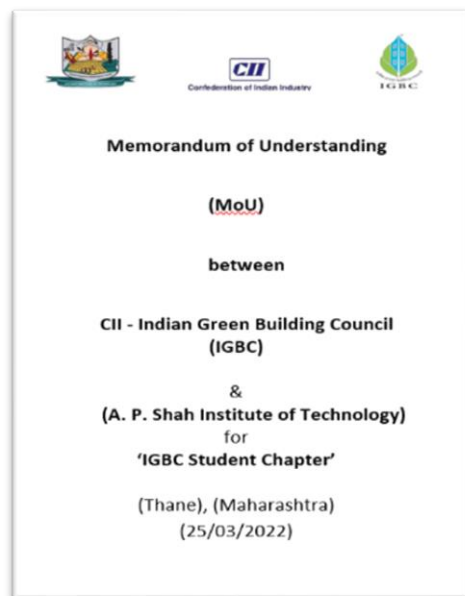 CII
Confederation of Indian Industry
IGBC
Memorandum of Understanding
(MoU)
between
CII - Indian Green Building Council
(IGBC)
&
(A. P. Shah Institute of Technology)
for
‘IGBC Student Chapter’
(Thane), (Maharashtra)
(25/03/2022)